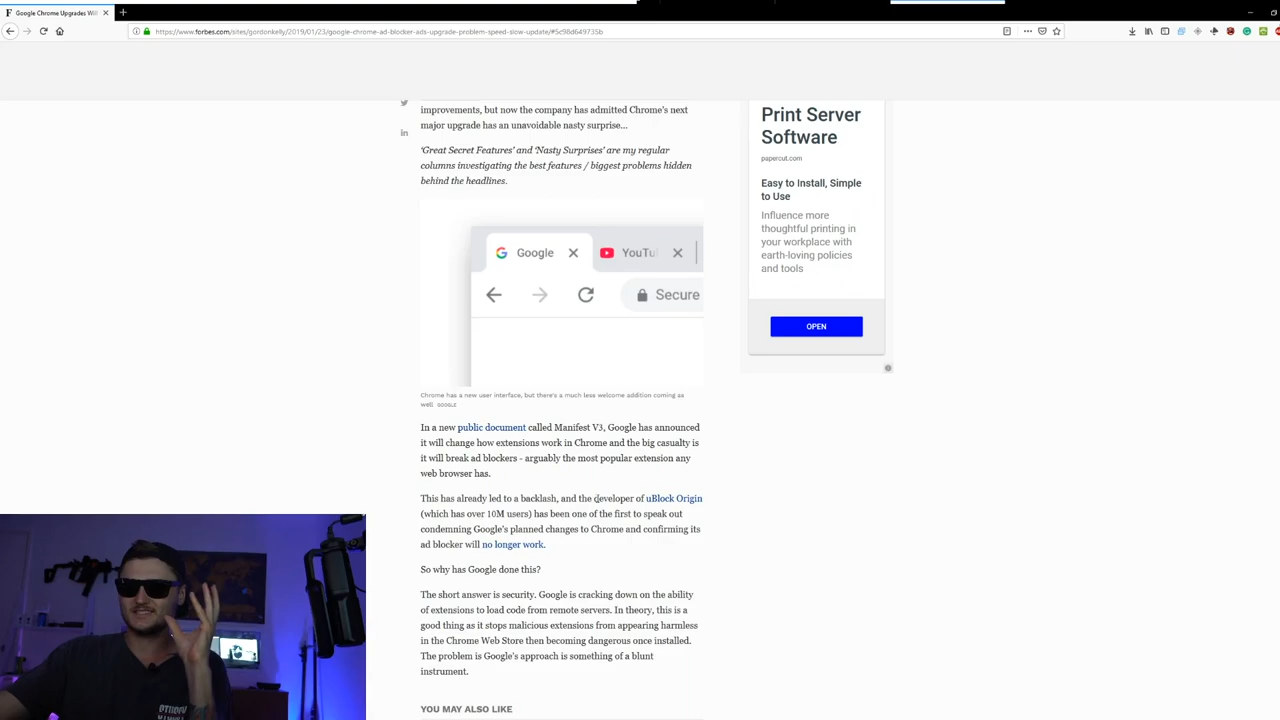 Google Chrome Upgrades Wi
https://www.forbes.com/sites/gordonkelly/2019/01/23/google-chrome-ad-blocker-ads-upgrade-problem-speed-slow-update/#5c98d649735b
improvements, but now the company has admitted Chrome's next
major upgrade has an unavoidable nasty surprise...
'Great Secret Features' and 'Nasty Surprises' are my regular
columns investigating the best features / biggest problems hidden
behind the headlines.
Google
YouTu
Secure
Chrome has a new user interface, but there's a much less welcome addition coming as
well
In a new public document called Manifest V3, Google has announced
it will change how extensions work in Chrome and the big casualty is
it will break ad blockers - arguably the most popular extension any
web browser has.
This has already led to a backlash, and the developer of uBlock Origin
(which has over 10M users) has been one of the first to speak out
condemning Google's planned changes to Chrome and confirming its
ad blocker will no longer work.
So why has Google done this?
The short answer is security. Google is cracking down on the ability
of extensions to load code from remote servers. In theory, this is a
good thing as it stops malicious extensions from appearing harmless
in the Chrome Web Store then becoming dangerous once installed.
The problem is Google's approach is something of a blunt
instrument.
YOU MAY ALSO LIKE
Print Server
Software
papercut.com
Easy to Install, Simple
to Use
Influence more
thoughtful printing in
your workplace with
earth-loving policies
and tools
OPEN